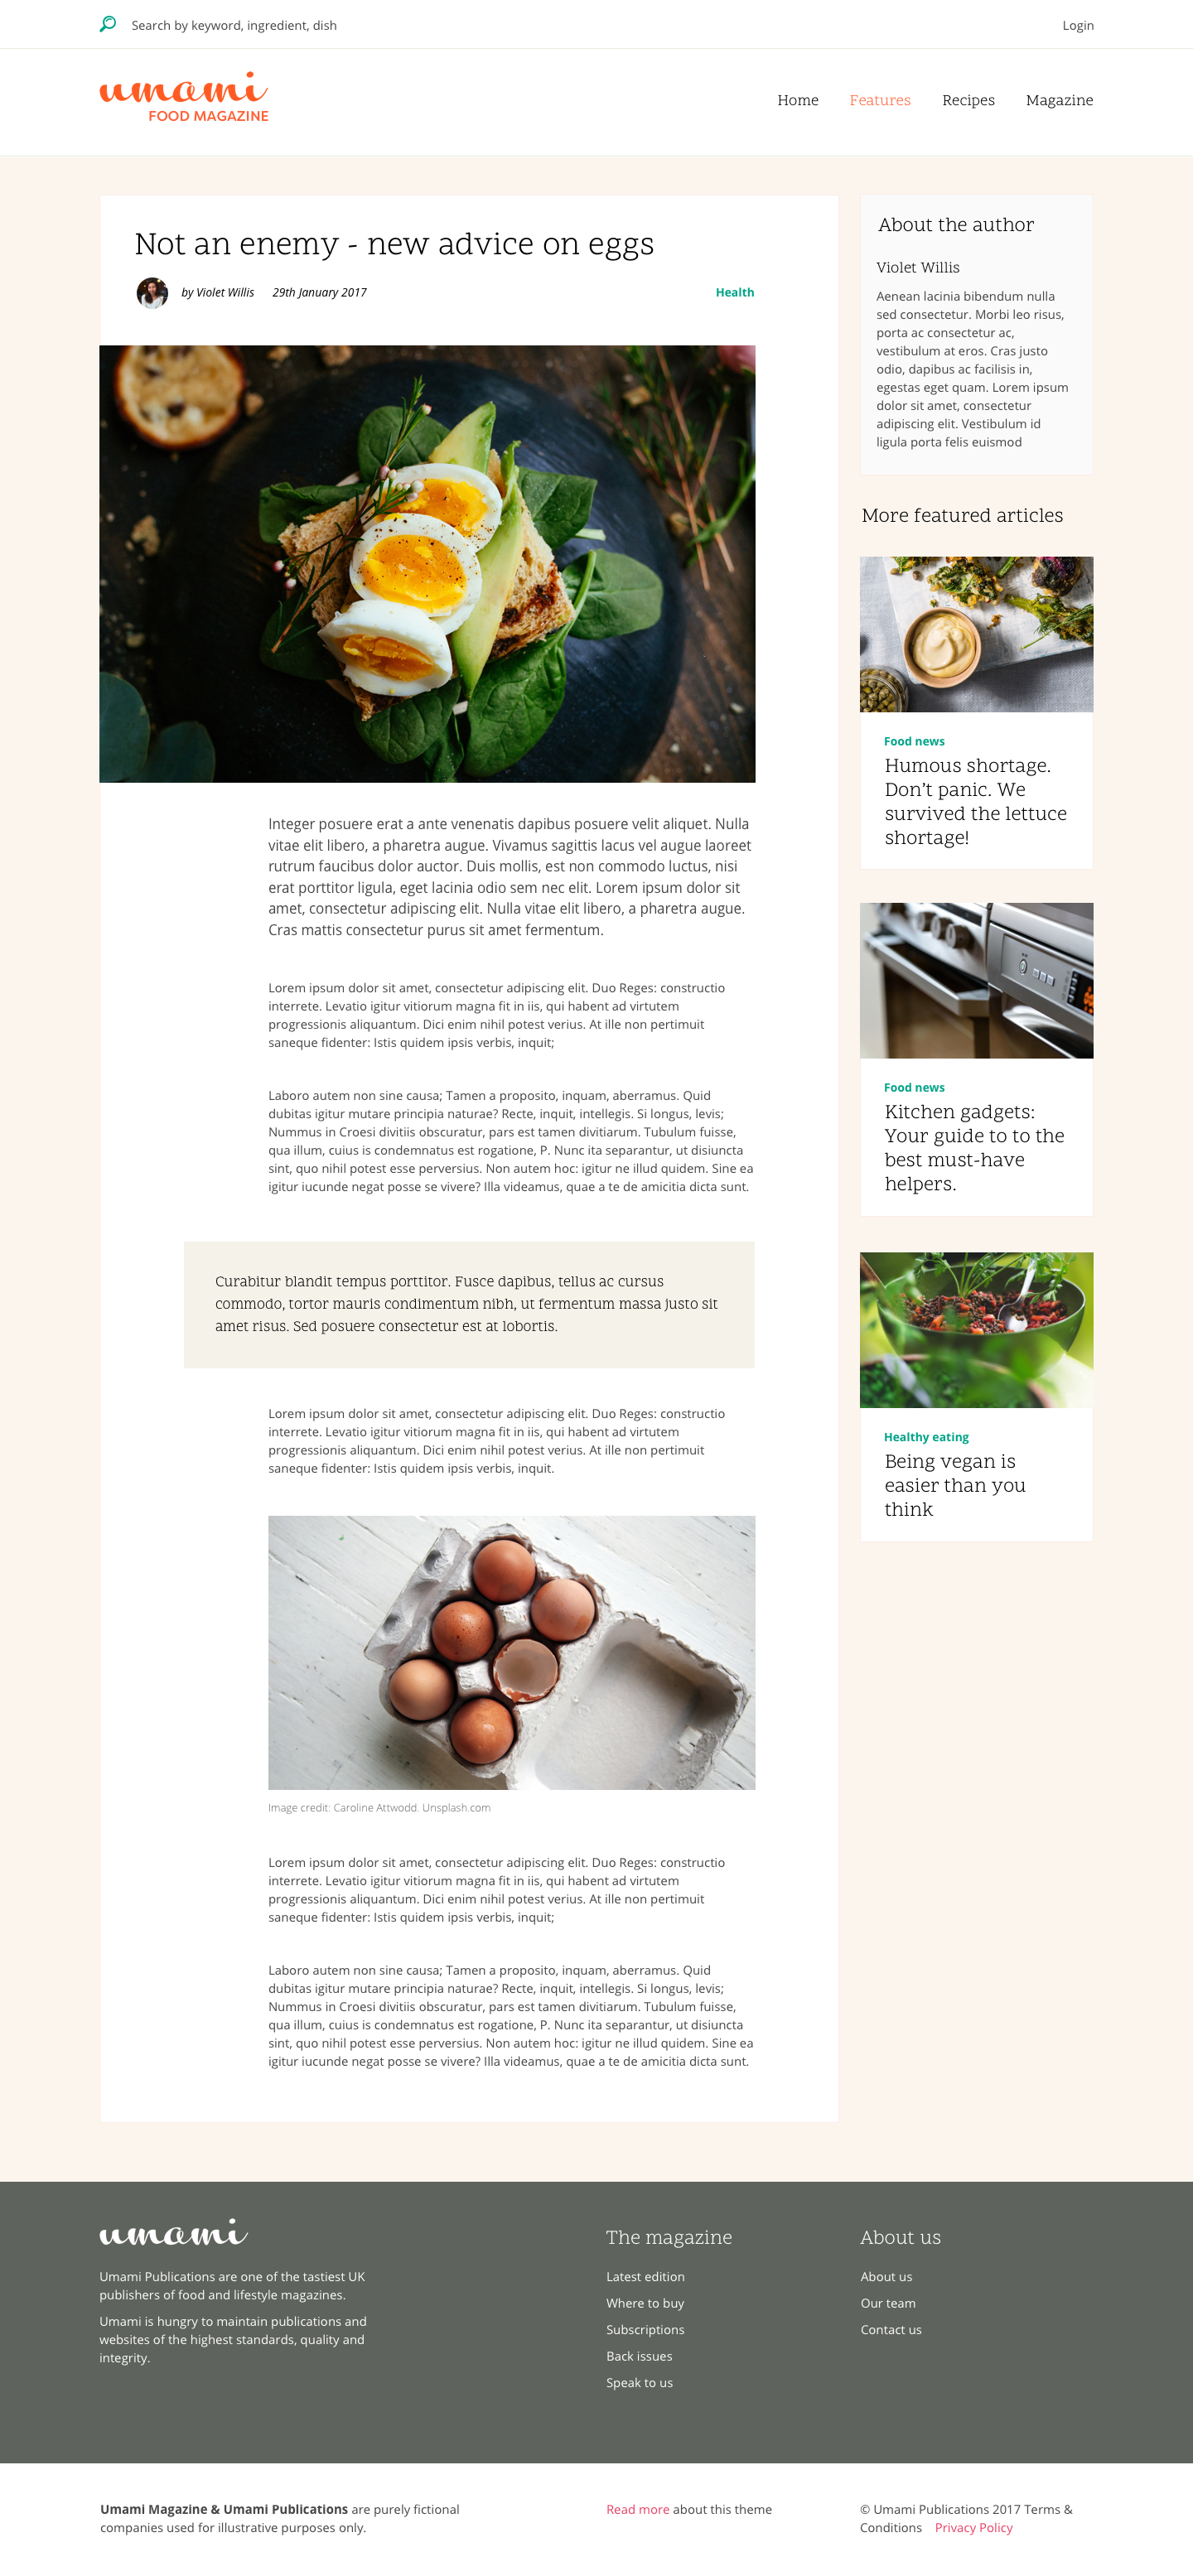 Search by keyword, ingredient, dish
Login
umami
FOOD MAGAZINE
Home
Features
Recipes
Magazine
Not an enemy - new advice on eggs
by Violet Willis
29th January 2017
Health
Integer posuere erat a ante venenatis dapibus posuere velit aliquet. Nulla
vitae elit libero, a pharetra augue. Vivamus sagittis lacus vel augue laoreet
rutrum faucibus dolor auctor. Duis mollis, est non commodo luctus, nisi
erat porttitor ligula, eget lacinia odio sem nec elit. Lorem ipsum dolor sit
amet, consectetur adipiscing elit. Nulla vitae elit libero, a pharetra augue.
Cras mattis consectetur purus sit amet fermentum.
Lorem ipsum dolor sit amet, consectetur adipiscing elit. Duo Reges: constructio
interrete. Levatio igitur vitiorum magna fit in iis, qui habent ad virtutem
progressionis aliquantum. Dici enim nihil potest verius. At ille non pertimuit
saneque fidenter: Istis quidem ipsis verbis, inquit;
Laboro autem non sine causa; Tamen a proposito, inquam, aberramus. Quid
dubitas igitur mutare principia naturae? Recte, inquit, intellegis. Si longus, levis;
Nummus in Croesi divitiis obscuratur, pars est tamen divitiarum. Tubulum fuisse,
qua illum, cuius is condemnatus est rogatione, P. Nunc ita separantur, ut disiuncta
sint, quo nihil potest esse perversius. Non autem hoc: igitur ne illud quidem. Sine ea
igitur iucunde negat posse se vivere? Illa videamus, quae a te de amicitia dicta sunt.
Curabitur blandit tempus porttitor. Fusce dapibus, tellus ac cursus
commodo, tortor mauris condimentum nibh, ut fermentum massa justo sit
amet risus. Sed posuere consectetur est at lobortis.
Lorem ipsum dolor sit amet, consectetur adipiscing elit. Duo Reges: constructio
interrete. Levatio igitur vitiorum magna fit in iis, qui habent ad virtutem
progressionis aliquantum. Dici enim nihil potest verius. At ille non pertimuit
saneque fidenter: Istis quidem ipsis verbis, inquit.
Image credit: Caroline Attwodd. Unsplash.com
Lorem ipsum dolor sit amet, consectetur adipiscing elit. Duo Reges: constructio
interrete. Levatio igitur vitiorum magna fit in iis, qui habent ad virtutem
progressionis aliquantum. Dici enim nihil potest verius. At ille non pertimuit
saneque fidenter: Istis quidem ipsis verbis, inquit;
Laboro autem non sine causa; Tamen a proposito, inquam, aberramus. Quid
dubitas igitur mutare principia naturae? Recte, inquit, intellegis. Si longus, levis;
Nummus in Croesi divitiis obscuratur, pars est tamen divitiarum. Tubulum fuisse,
qua illum, cuius is condemnatus est rogatione, P. Nunc ita separantur, ut disiuncta
sint, quo nihil potest esse perversius. Non autem hoc: igitur ne illud quidem. Sine ea
igitur iucunde negat posse se vivere? Illa videamus, quae a te de amicitia dicta sunt.
About the author
Violet Willis
Aenean lacinia bibendum nulla
sed consectetur. Morbi leo risus,
porta ac consectetur ac,
vestibulum at eros. Cras justo
odio, dapibus ac facilisis in,
egestas eget quam. Lorem ipsum
dolor sit amet, consectetur
adipiscing elit. Vestibulum id
ligula porta felis euismod
More featured articles
Food news
Humous shortage.
Don't panic. We
survived the lettuce
shortage!
Food news
Kitchen gadgets:
Your guide to to the
best must-have
helpers.
Healthy eating
Being vegan is
easier than you
think
umami
Umami Publications are one of the tastiest UK
publishers of food and lifestyle magazines.
Umami is hungry to maintain publications and
websites of the highest standards, quality and
integrity.
The magazine
Latest edition
Where to buy
Subscriptions
Back issues
Speak to us
About us
About us
Our team
Contact us
Umami Magazine & Umami Publications are purely fictional
companies used for illustrative purposes only.
Read more about this theme
© Umami Publications 2017 Terms &
Conditions Privacy Policy